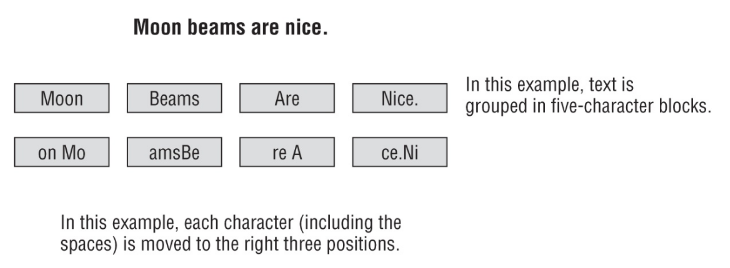 Moon beams are nice.
Moon Beams Are Nice.
In this example, text is
grouped in five-character blocks.
on Mo amsBe re A ce.Ni
In this example, each character (including the
spaces) is moved to the right three positions.